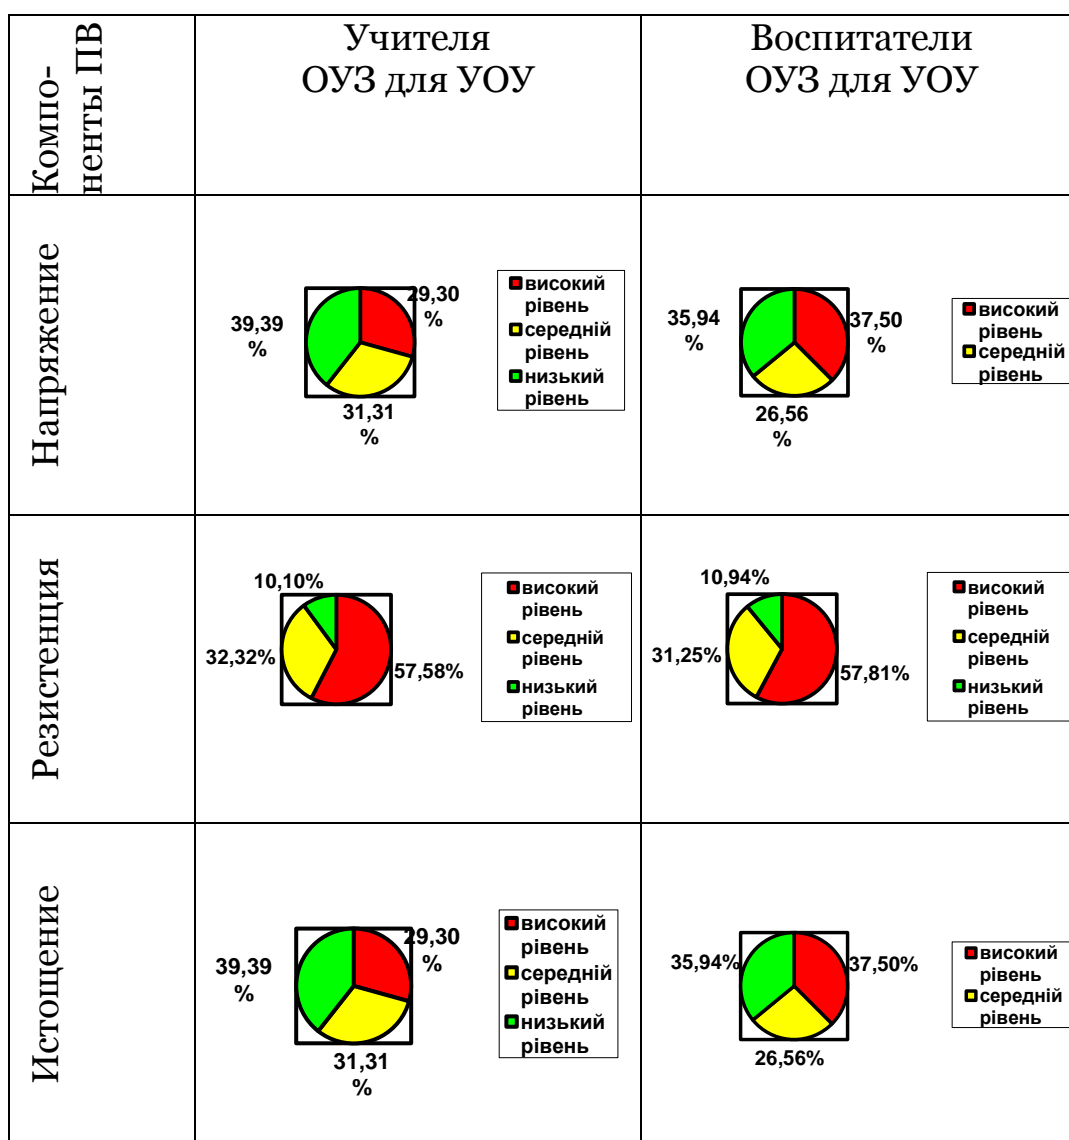 Компо-
ненты ПВ
Учителя
ОУЗ для УОУ
Воспитатели
ОУЗ для УОУ
Напряжение
39,39
%
29,30
%
31,31
%
високий
рівень
середній
рівень
низький
рівень
35,94
%
37,50
%
26,56
%
високий
рівень
середній
рівень
Резистенция
10,10%
32,32%
57,58%
високий
рівень
середній
рівень
низький
рівень
10,94%
31,25%
57,81%
високий
рівень
середній
рівень
низький
рівень
Истощение
39,39
%
29,30
%
31,31
%
високий
рівень
середній
рівень
низький
рівень
35,94%
37,50%
26,56%
високий
рівень
середній
рівень